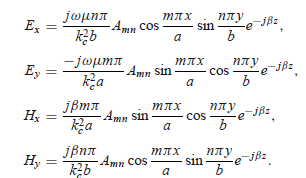 E_x = \frac{j\omega\mu n\pi}{k_c^2 b} A_{mn} \cos \frac{m\pi x}{a} \sin \frac{n\pi y}{b} e^{-j\beta z},
E_y = \frac{-j\omega\mu m\pi}{k_c^2 a} A_{mn} \sin \frac{m\pi x}{a} \cos \frac{n\pi y}{b} e^{-j\beta z},
H_x = \frac{j\beta m\pi}{k_c^2 a} A_{mn} \sin \frac{m\pi x}{a} \cos \frac{n\pi y}{b} e^{-j\beta z},
H_y = \frac{j\beta n\pi}{k_c^2 b} A_{mn} \cos \frac{m\pi x}{a} \sin \frac{n\pi y}{b} e^{-j\beta z}.